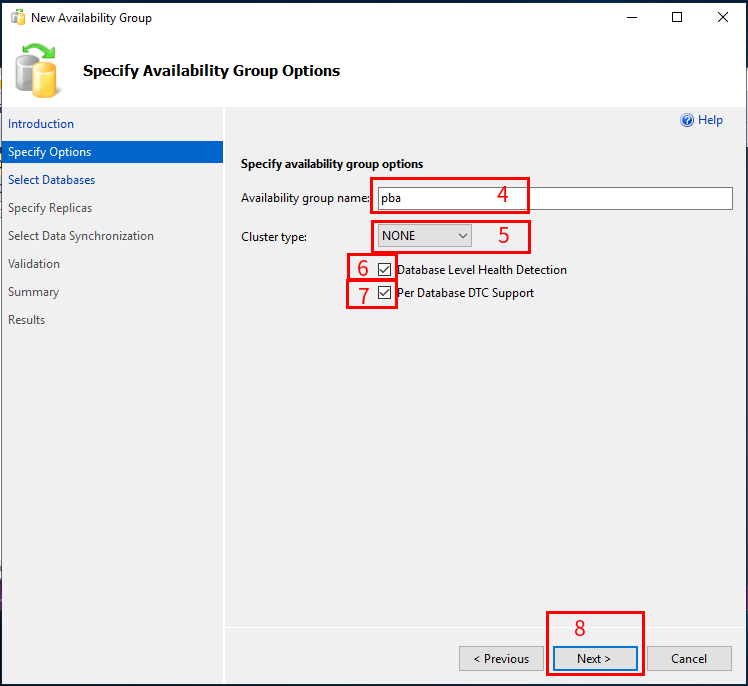 New Availability Group
Specify Availability Group Options
Introduction
Specify Options
Select Databases
Specify Replicas
Select Data Synchronization
Validation
Summary
Results
Help
Specify availability group options
Availability group name: pba 4
Cluster type: NONE 5
6 Database Level Health Detection
7 Per Database DTC Support
8
< Previous Next > Cancel